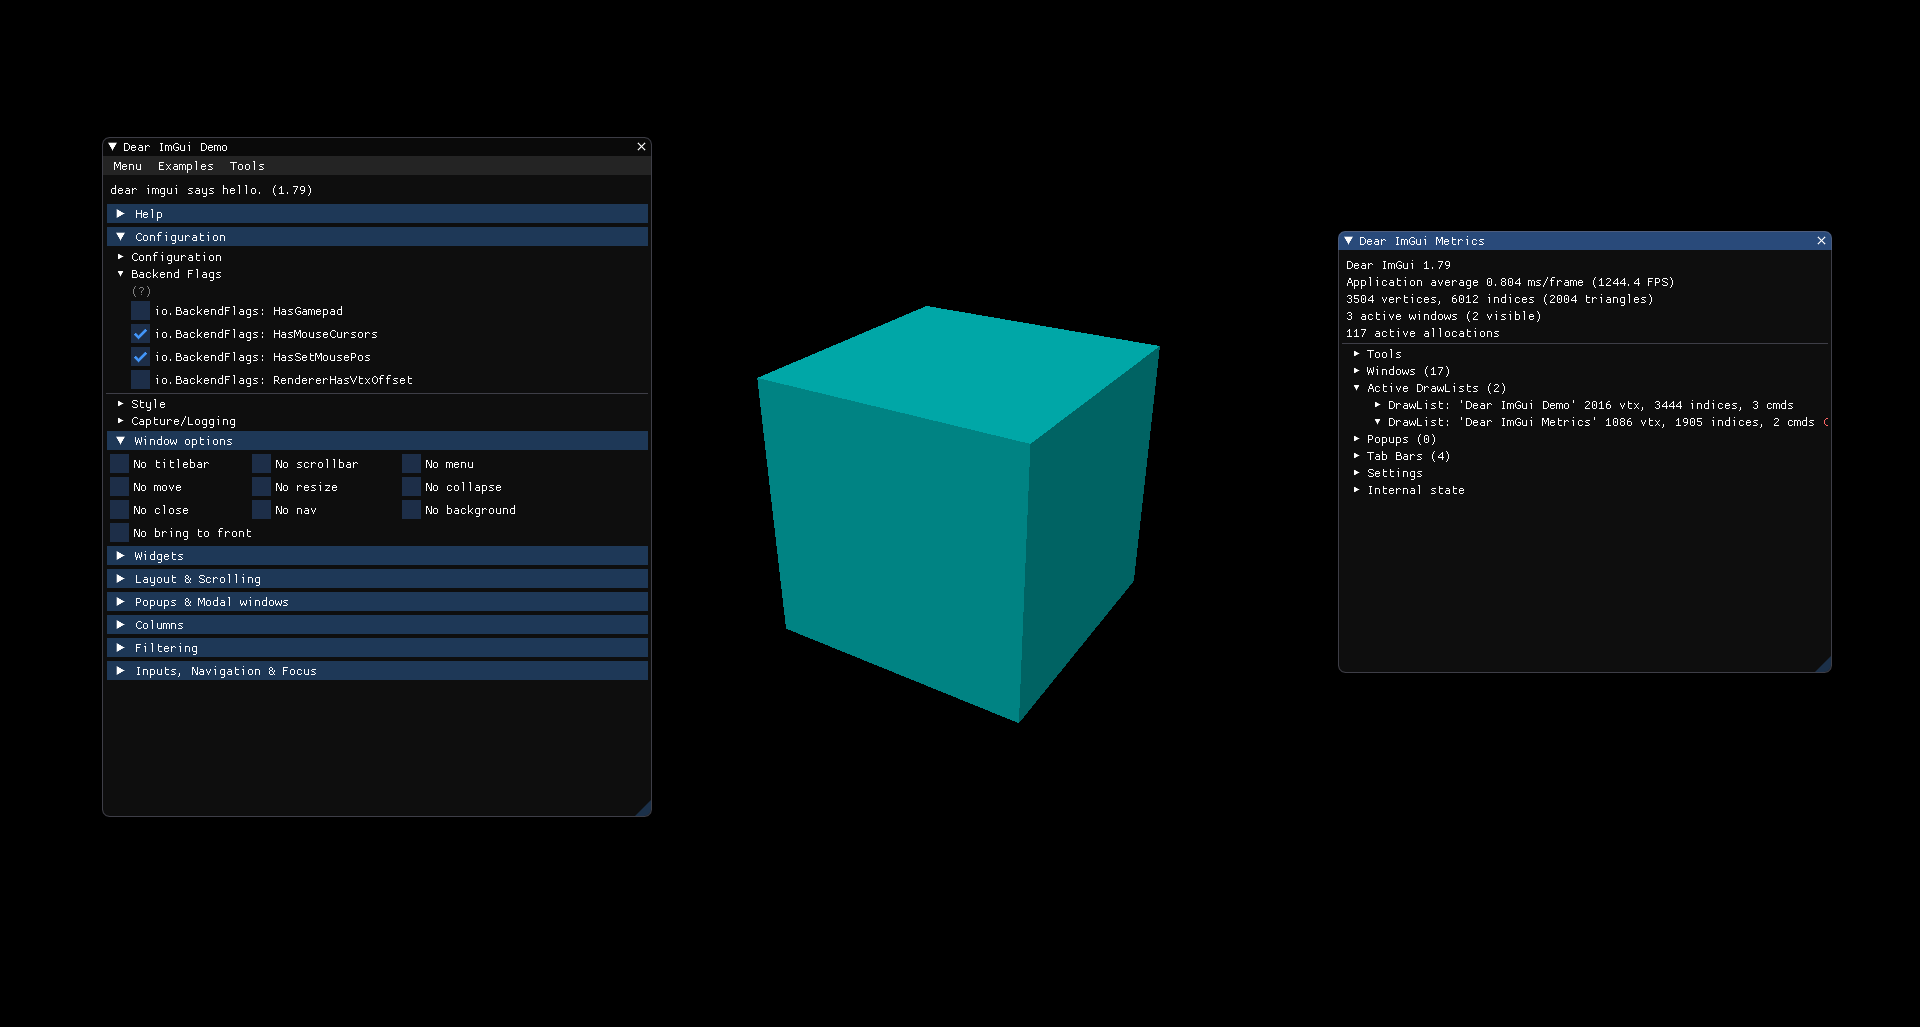 Dear ImGui Demo
Menu Examples Tools
dear imgui says hello. (1.79)
Help
Configuration
Configuration
Backend Flags
(?)
io.BackendFlags: HasGamepad
io.BackendFlags: HasMouseCursors
io.BackendFlags: HasSetMousePos
io.BackendFlags: RendererHasVtxOffset
Style
Capture/Logging
Window options
No titlebar No scrollbar No menu
No move No resize No collapse
No close No nav No background
No bring to front
Widgets
Layout & Scrolling
Popups & Modal windows
Columns
Filtering
Inputs, Navigation & Focus
Dear ImGui Metrics
Dear ImGui 1.79
Application average 0.804 ms/frame (1244.4 FPS)
3504 vertices, 6012 indices (2004 triangles)
3 active windows (2 visible)
117 active allocations
Tools
Windows (17)
Active DrawLists (2)
DrawList: 'Dear ImGui Demo' 2016 vtx, 3444 indices, 3 cmds
DrawList: 'Dear ImGui Metrics' 1086 vtx, 1905 indices, 2 cmds
Popups (0)
Tab Bars (4)
Settings
Internal state